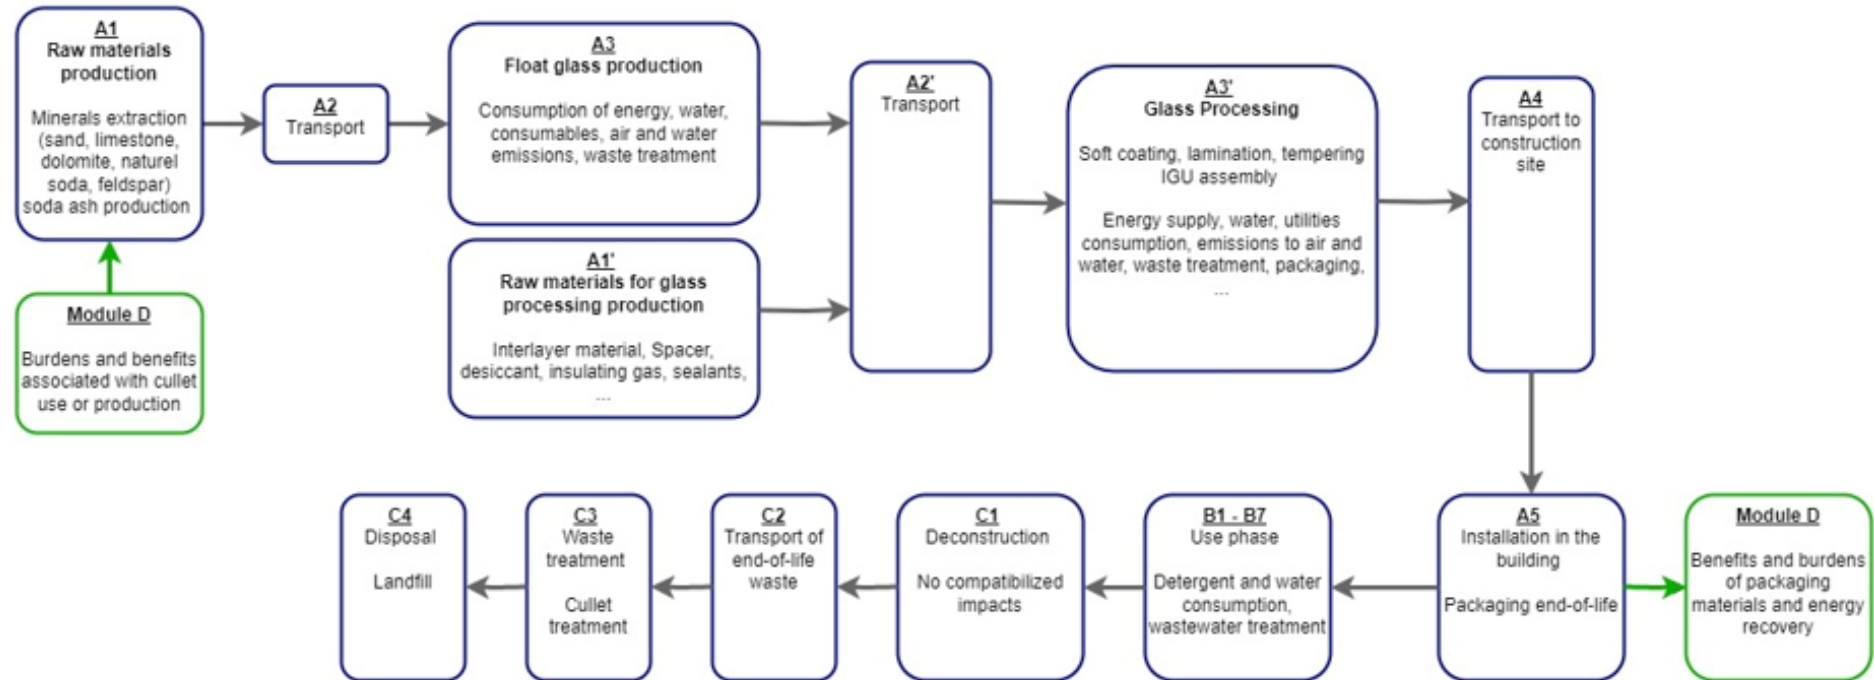 A1
Raw materials
production
Minerals extraction
(sand, limestone,
dolomite, naturel
soda, feldspar)
soda ash production
Module D
Burdens and benefits
associated with cullet
use or production
A2
Transport
A3
Float glass production
Consumption of energy, water,
consumables, air and water
emissions, waste treatment
A1'
Raw materials for glass
processing production
Interlayer material, Spacer,
desiccant, insulating gas, sealants,
...
A2'
Transport
A3'
Glass Processing
Soft coating, lamination, tempering
IGU assembly
Energy supply, water, utilities
consumption, emissions to air and
water, waste treatment, packaging,
...
A4
Transport to
construction
site
C4
Disposal
Landfill
C3
Waste
treatment
Cullet
treatment
C2
Transport of
end-of-life
waste
C1
Deconstruction
No compatibilized
impacts
B1 - B7
Use phase
Detergent and water
consumption,
wastewater treatment
A5
Installation in the
building
Packaging end-of-life
Module D
Benefits and burdens
of packaging
materials and energy
recovery